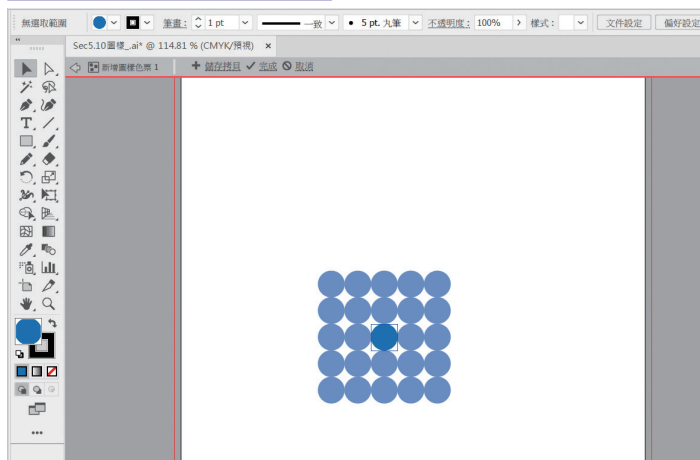 無選取範圍 筆畫： 1 pt 一致 5 pt. 丸筆 不透明度： 100% 樣式： 文件設定 偏好設定
Sec5.10圖樣_.ai* @ 114.81 % (CMYK/預視) ×
新增圖樣色票 1 儲存拷貝 完成 取消